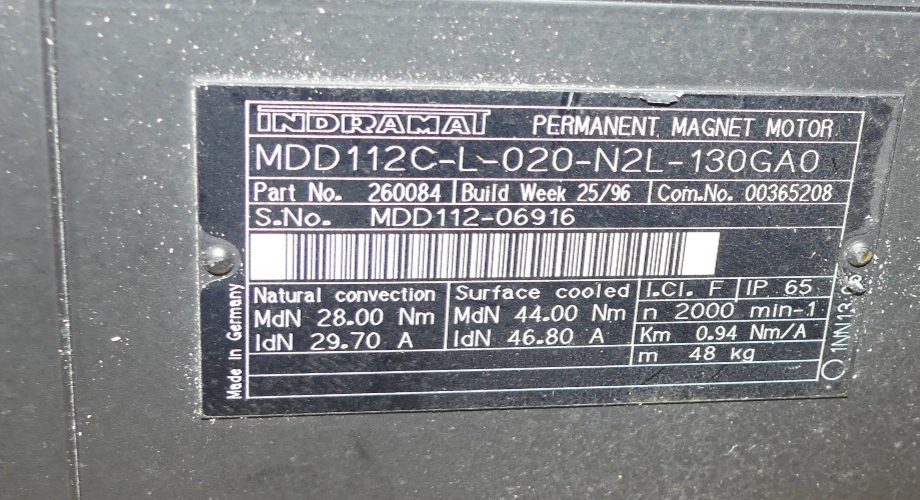 INDRAMAT PERMANENT MAGNET MOTOR
MDD112C-L-020-N2L-130GA0
Part No. 260084 Build Week 25/96 Com.No. 00365208
S.No. MDD112-06916
Natural convection Surface cooled I.Cl. F IP 65
MdN 28.00 Nm MdN 44.00 Nm n 2000 min-1
IdN 29.70 A IdN 46.80 A Km 0.94 Nm/A
m 48 kg
Made in Germany